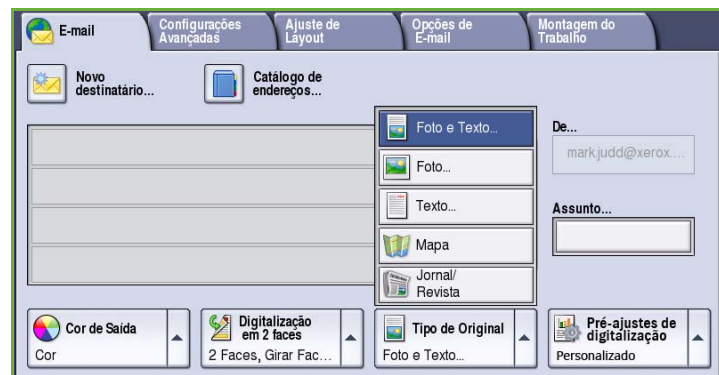 E-mail
Configurações
Avançadas
Ajuste de
Layout
Opções de
E-mail
Montagem do
Trabalho
Novo
destinatário...
Catálogo de
endereços...
Foto e Texto...
Foto...
Texto...
Mapa
Jornal/
Revista
De...
mark.judd@xerox....
Assunto...
Cor de Saída
Cor
Digitalização
em 2 faces
2 Faces, Girar Fac...
Tipo de Original
Foto e Texto...
Pré-ajustes de
digitalização
Personalizado